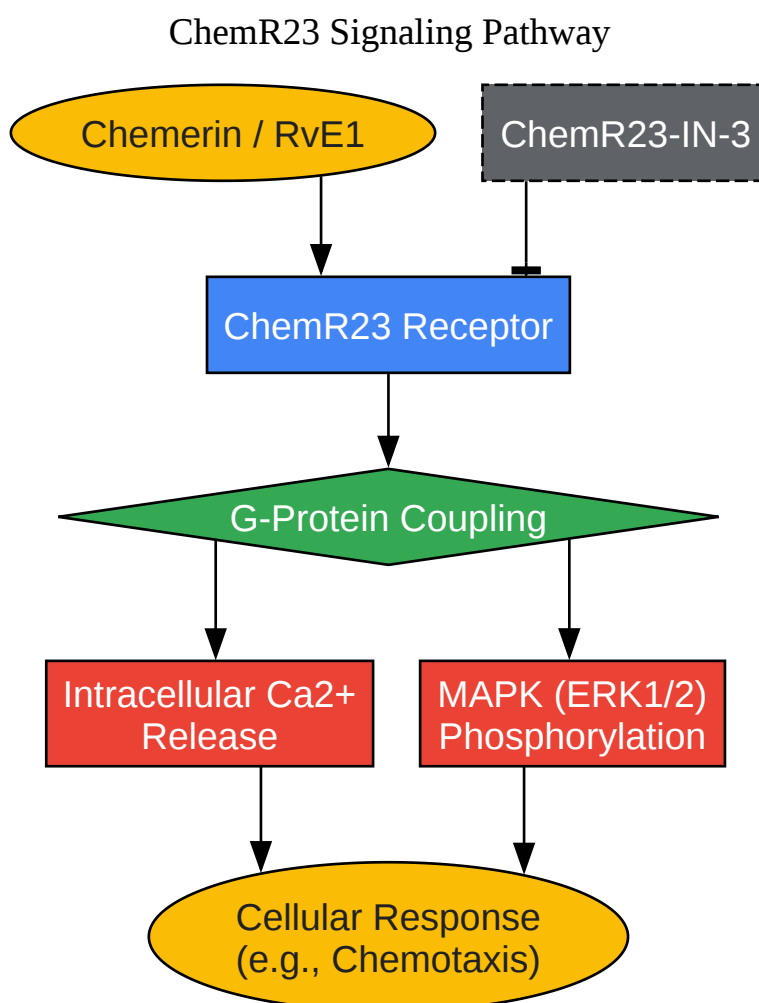 ChemR23 Signaling Pathway
Chemerin / RvE1
ChemR23-IN-3
ChemR23 Receptor
G-Protein Coupling
Intracellular Ca2+
Release
MAPK (ERK1/2)
Phosphorylation
Cellular Response
(e.g., Chemotaxis)